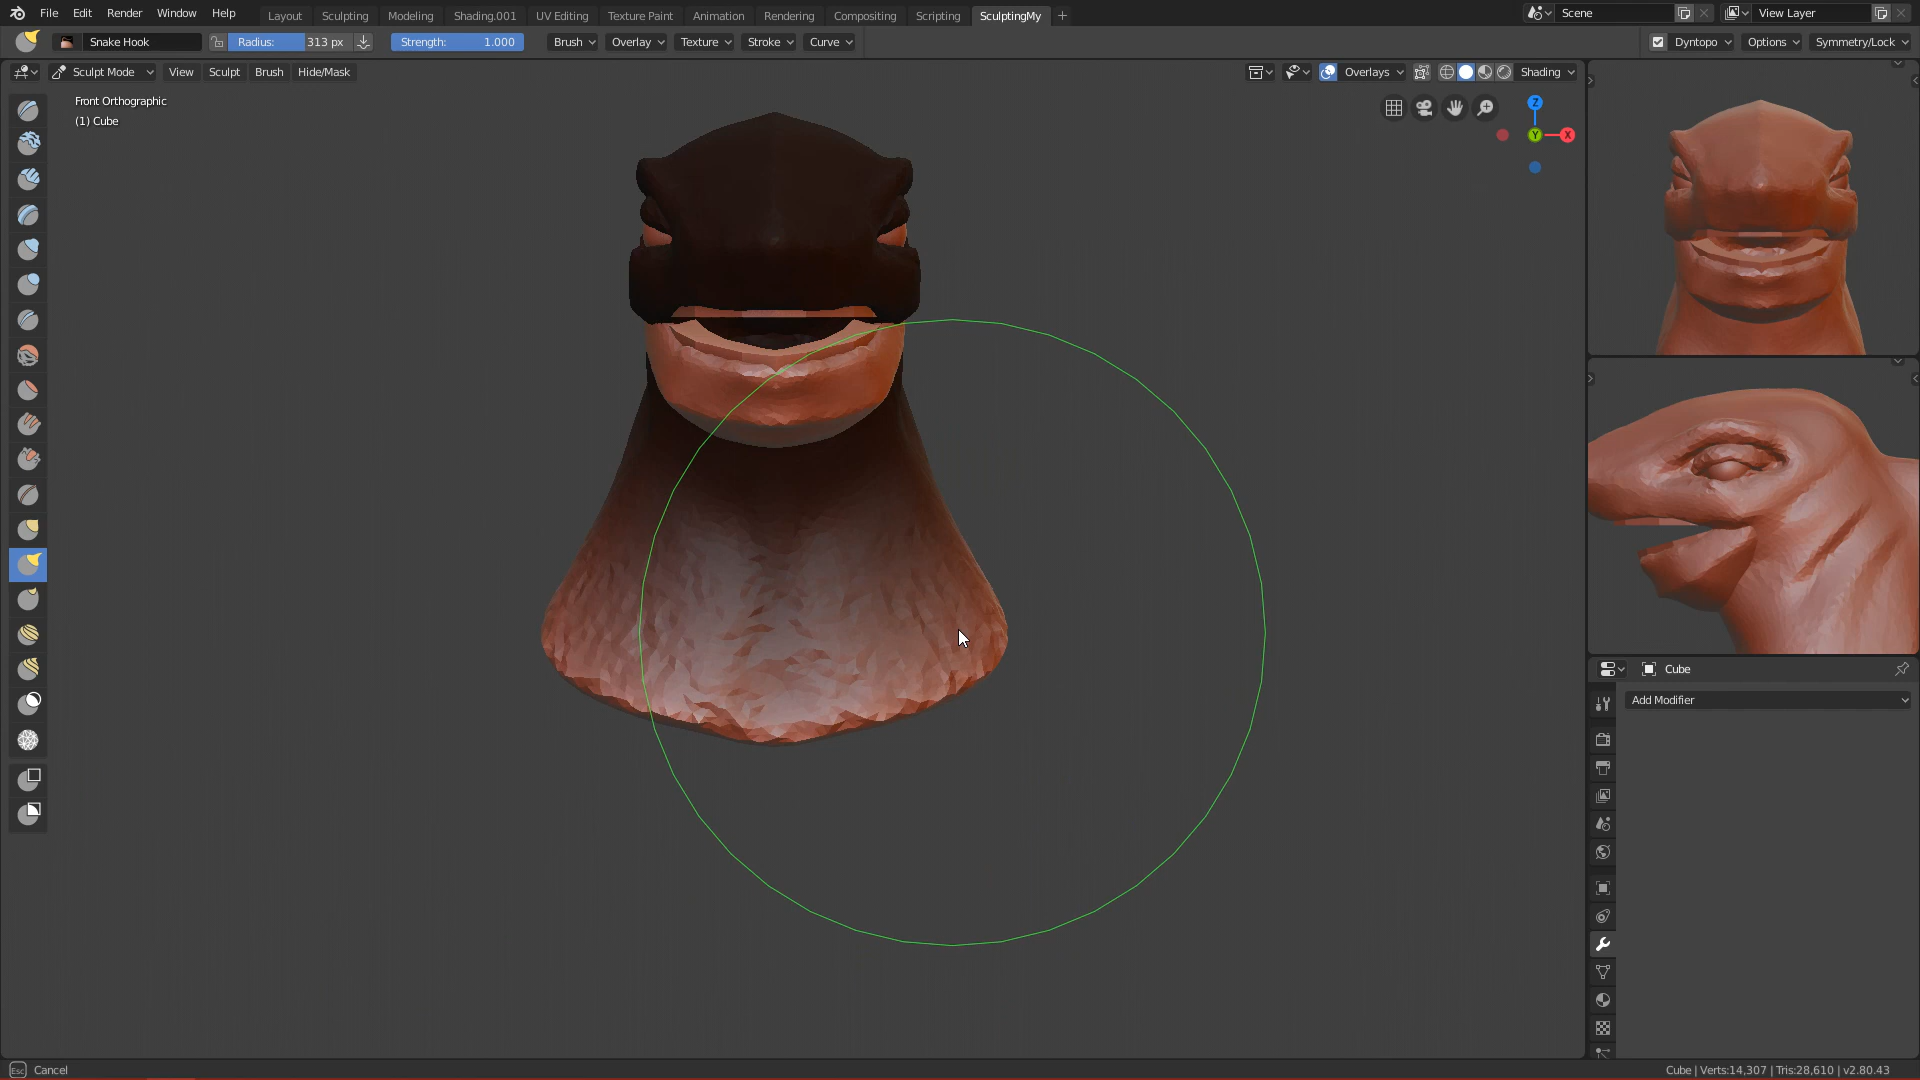 File Edit Render Window Help Layout Sculpting Modeling Shading.001 UV Editing Texture Paint Animation Rendering Compositing Scripting SculptingMy + Scene View Layer
Snake Hook Radius: 313 px Strength: 1.000 Brush Overlay Texture Stroke Curve Dyntopo Options Symmetry/Lock
Sculpt Mode View Sculpt Brush Hide/Mask Overlays Shading
Front Orthographic
(1) Cube
Z
Y
X
Cube
Add Modifier
Esc Cancel
Cube | Verts:14,307 | Tris:28,610 | v2.80.43